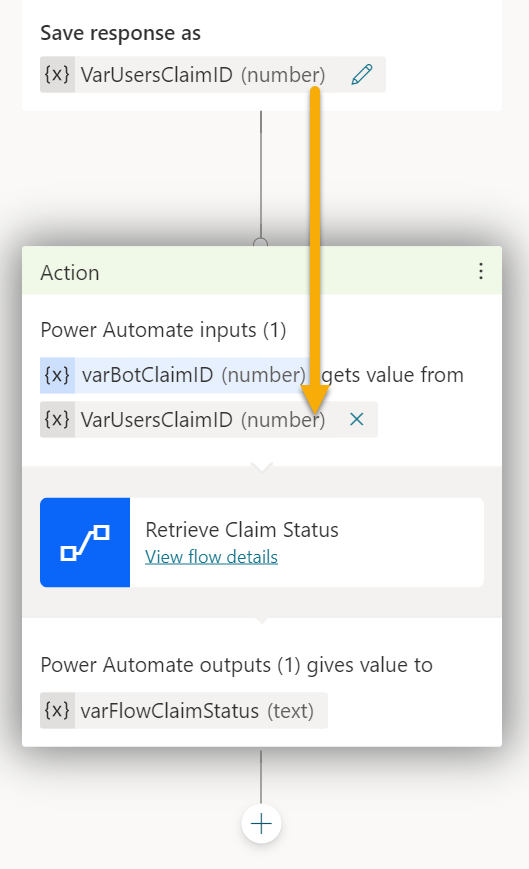 Save response as
{x} VarUsersClaimID (number)
Action
Power Automate inputs (1)
{x} varBotClaimID (number) gets value from
{x} VarUsersClaimID (number)
Retrieve Claim Status
View flow details
Power Automate outputs (1) gives value to
{x} varFlowClaimStatus (text)